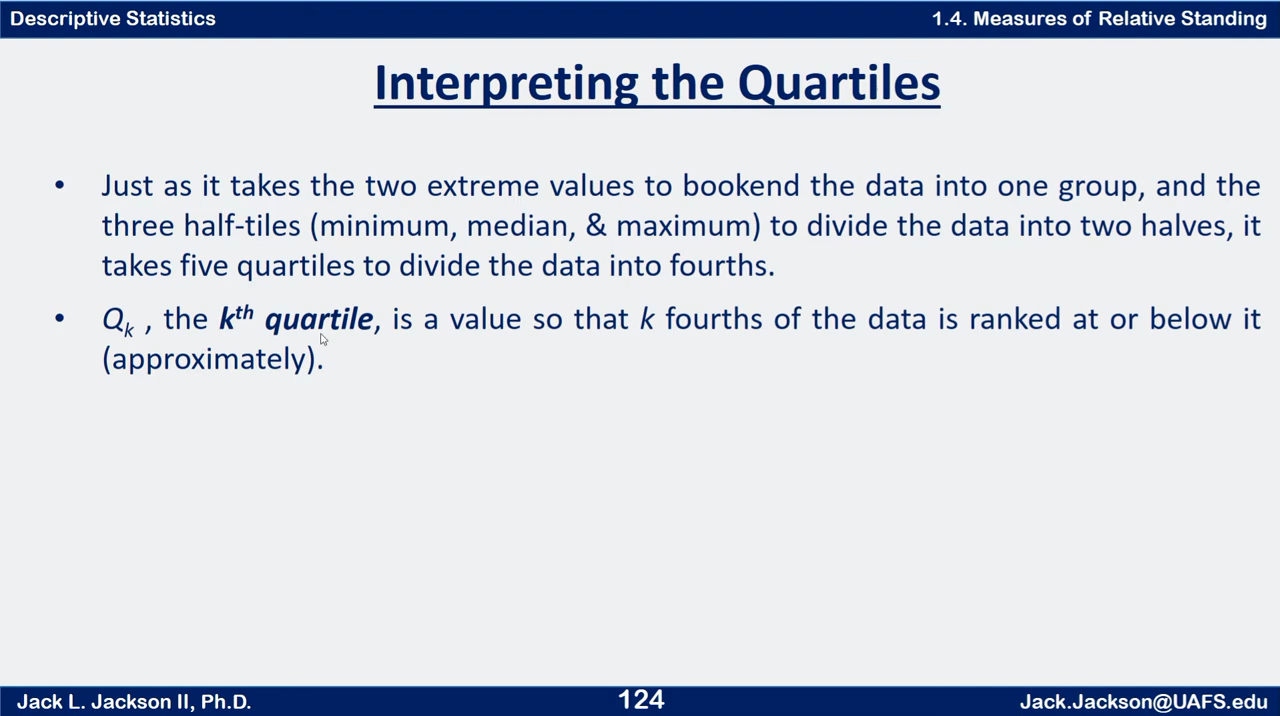 Descriptive Statistics
1.4. Measures of Relative Standing
Interpreting the Quartiles
• Just as it takes the two extreme values to bookend the data into one group, and the
three half-tiles (minimum, median, & maximum) to divide the data into two halves, it
takes five quartiles to divide the data into fourths.
• Qk , the kth quartile, is a value so that k fourths of the data is ranked at or below it
(approximately).
Jack L. Jackson II, Ph.D.
124
Jack.Jackson@UAFS.edu